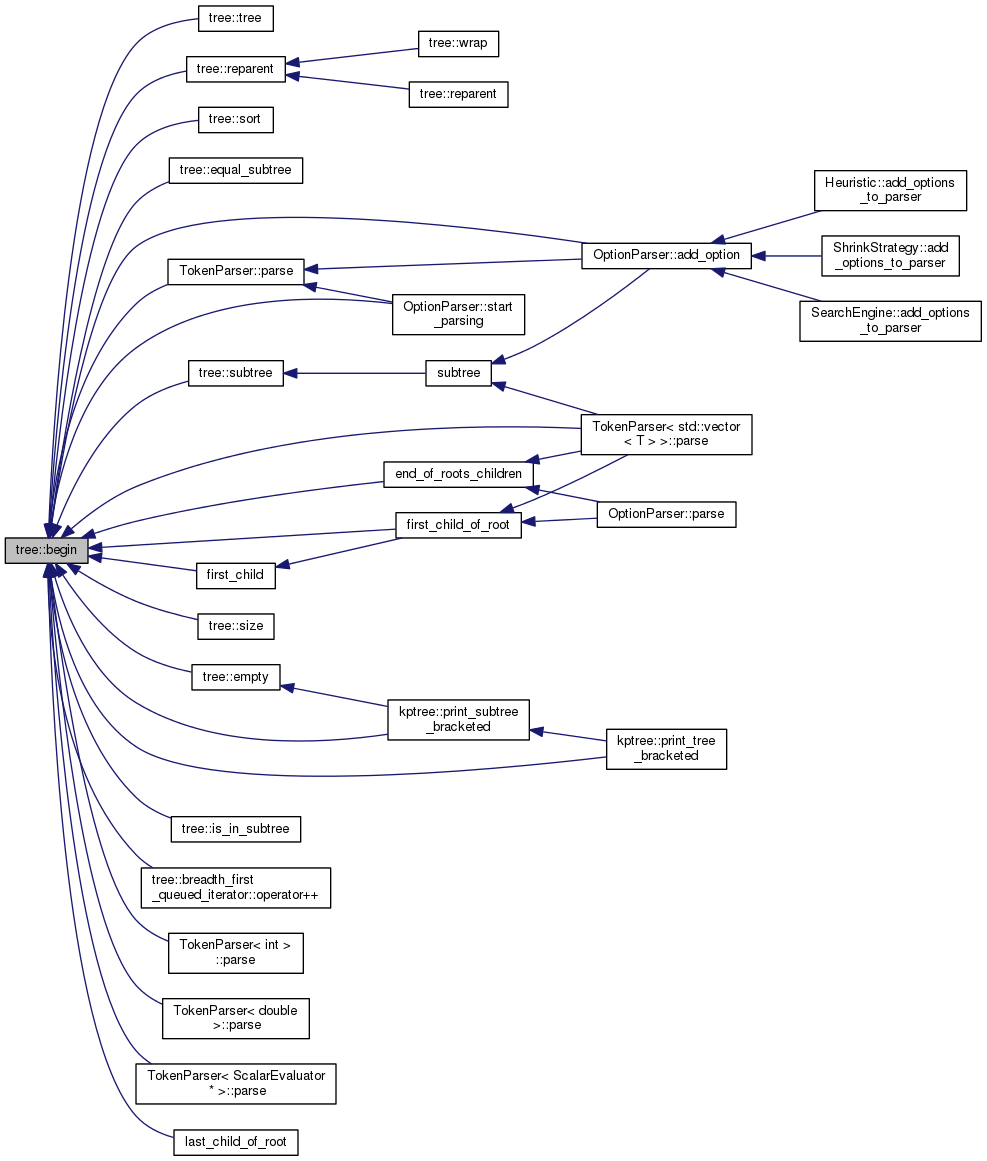 tree::tree
tree::wrap
tree::reparent
tree::reparent
tree::sort
tree::equal_subtree
Heuristic::add_options
_to_parser
OptionParser::add_option
ShrinkStrategy::add
_options_to_parser
TokenParser::parse
OptionParser::start
_parsing
SearchEngine::add_options
_to_parser
tree::subtree
subtree
TokenParser< std::vector
< T > >::parse
end_of_roots_children
OptionParser::parse
first_child_of_root
tree::begin
first_child
tree::size
tree::empty
kptree::print_subtree
_bracketed
kptree::print_tree
_bracketed
tree::is_in_subtree
tree::breadth_first
_queued_iterator::operator++
TokenParser< int >
::parse
TokenParser< double
>::parse
TokenParser< ScalarEvaluator
* >::parse
last_child_of_root